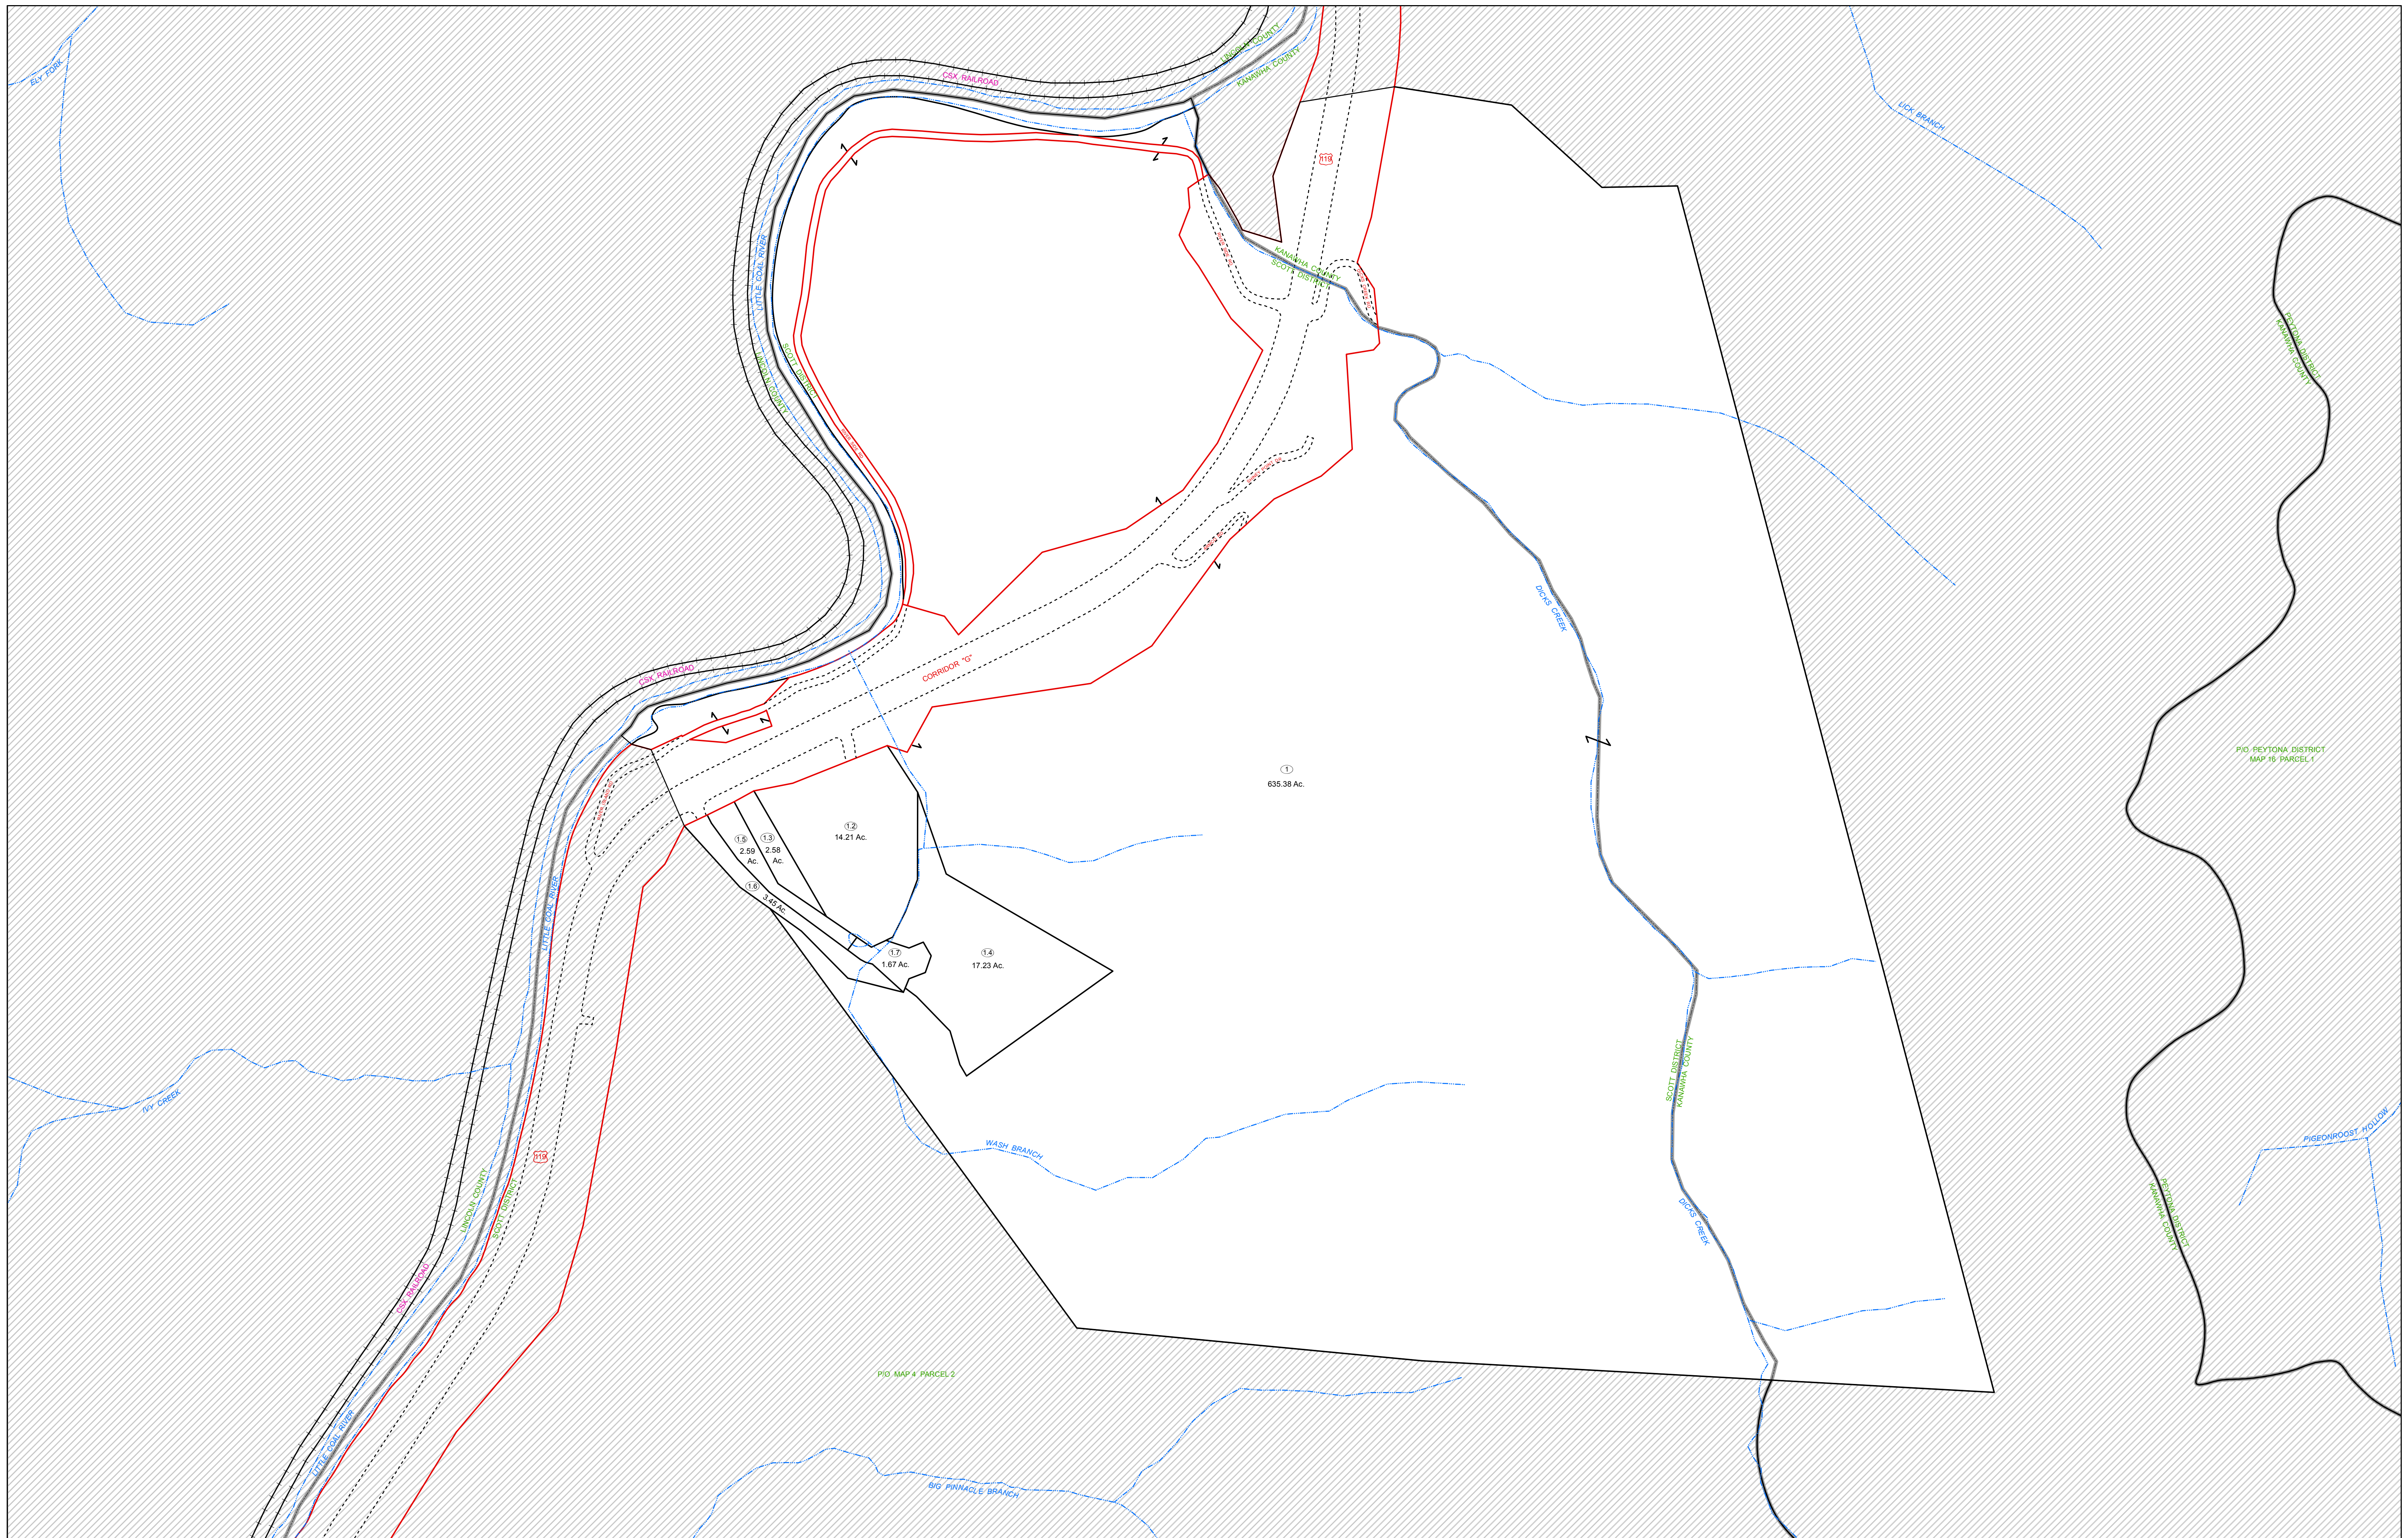 ELY FORK
CSX RAILROAD
LINCOLN COUNTY
KANAWHA COUNTY
119
LICK BRANCH
LITTLE COAL RIVER
KANAWHA COUNTY
SCOTT DISTRICT
SCOTT DISTRICT
LINCOLN COUNTY
PEYTONA DISTRICT
KANAWHA COUNTY
DICKS CREEK
CSX RAILROAD
CORRIDOR "G"
P/O PEYTONA DISTRICT
MAP 16 PARCEL 1
1
635.38 Ac.
1.2
14.21 Ac.
1.5
2.59
Ac.
1.3
2.58
Ac.
1.6
3.45 Ac.
LITTLE COAL RIVER
1.7
1.67 Ac.
1.4
17.23 Ac.
SCOTT DISTRICT
KANAWHA COUNTY
IVY CREEK
WASH BRANCH
119
PIGEONROOST HOLLOW
LINCOLN COUNTY
SCOTT DISTRICT
DICKS CREEK
PEYTONA DISTRICT
KANAWHA COUNTY
CSX RAILROAD
P/O MAP 4 PARCEL 2
LITTLE COAL RIVER
BIG PINNACLE BRANCH